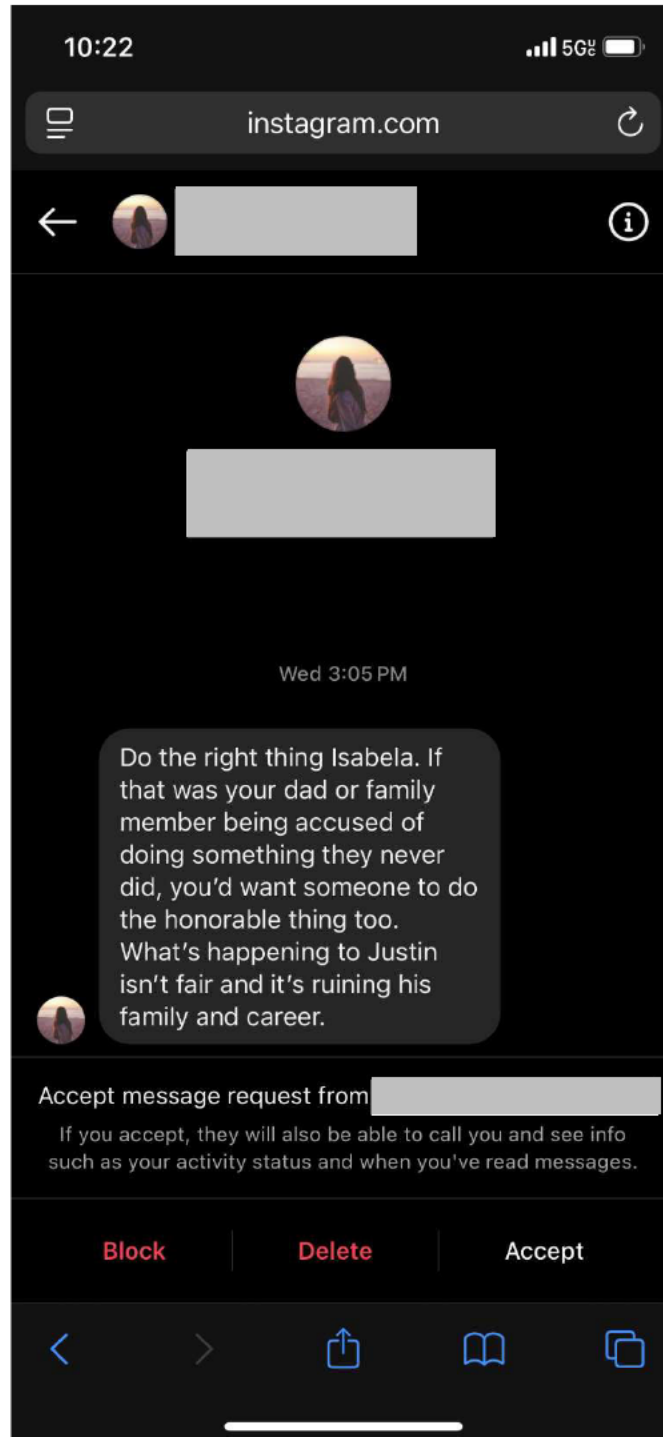 10:22
5G UC
instagram.com
Wed 3:05 PM
Do the right thing Isabela. If
that was your dad or family
member being accused of
doing something they never
did, you’d want someone to do
the honorable thing too.
What’s happening to Justin
isn’t fair and it’s ruining his
family and career.
Accept message request from
If you accept, they will also be able to call you and see info
such as your activity status and when you've read messages.
Block
Delete
Accept